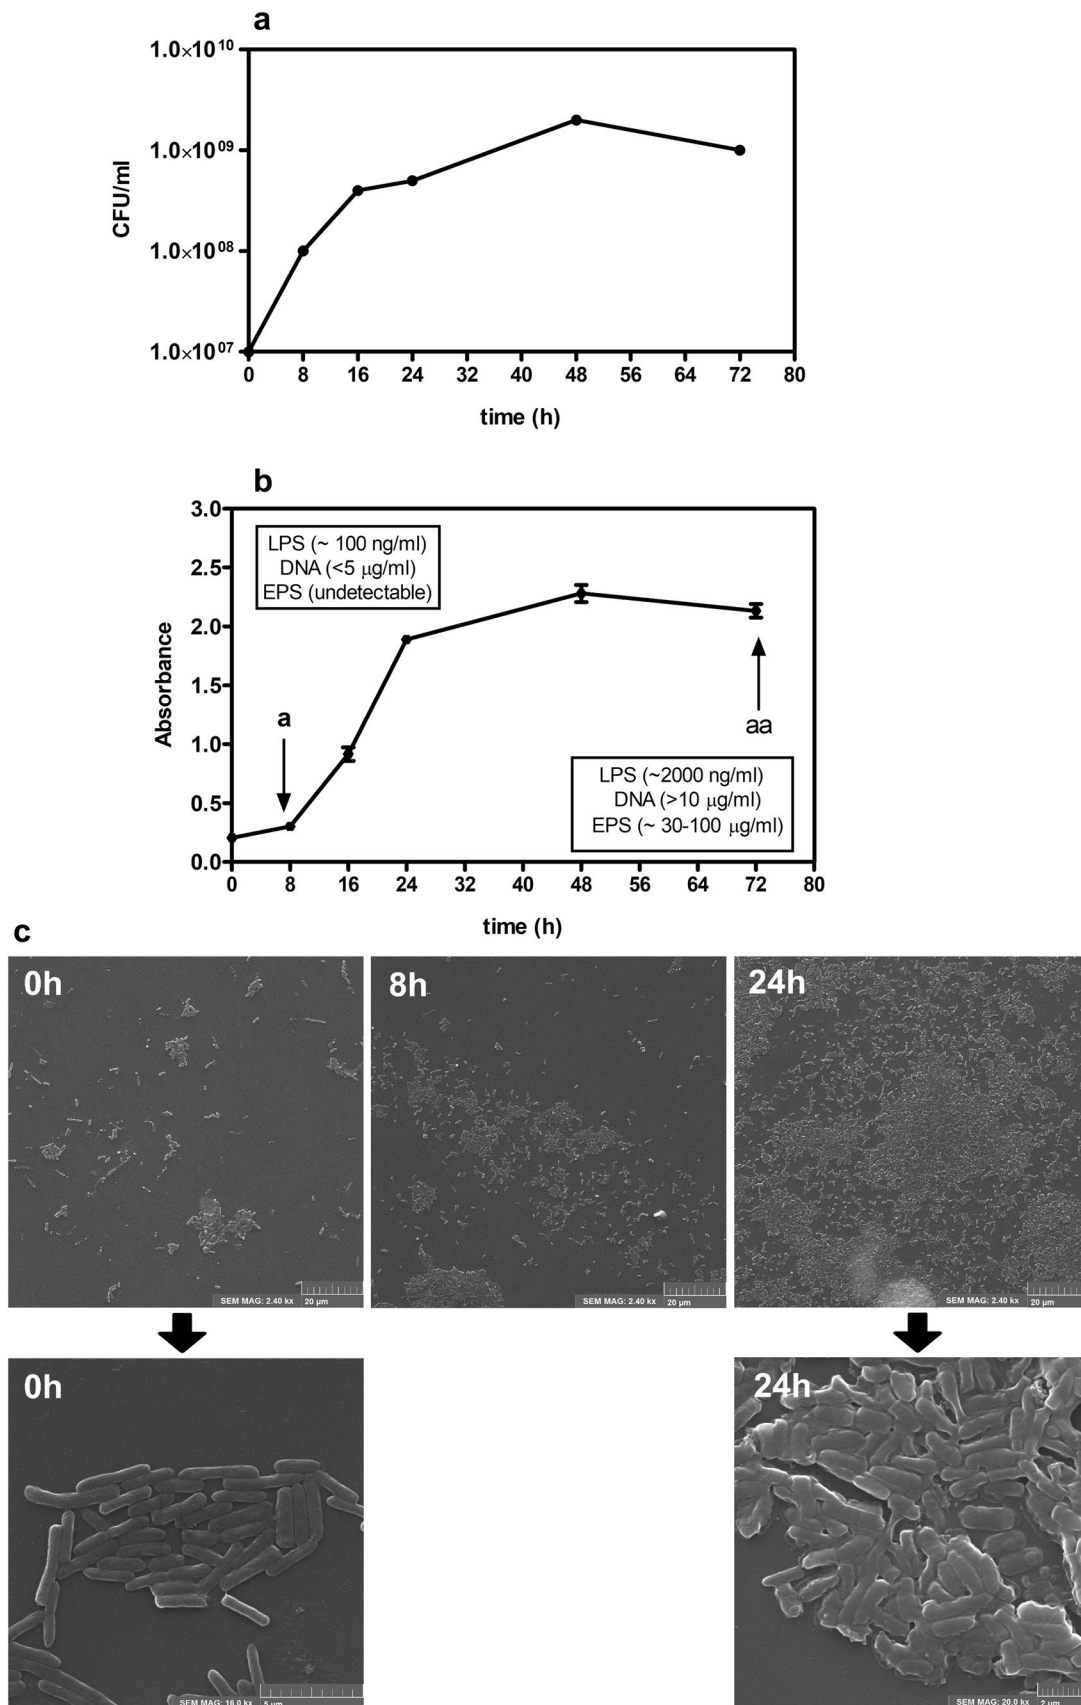 a
1.0×10^10
1.0×10^09
1.0×10^08
1.0×10^07
CFU/ml
0 8 16 24 32 40 48 56 64 72 80
time (h)
b
3.0
2.5
2.0
1.5
1.0
0.5
0.0
Absorbance
LPS (~ 100 ng/ml)
DNA (<5 μg/ml)
EPS (undetectable)
a
aa
LPS (~2000 ng/ml)
DNA (>10 μg/ml)
EPS (~ 30-100 μg/ml)
0 8 16 24 32 40 48 56 64 72 80
time (h)
c
0h
SEM MAG: 2.40 kx
20 μm
8h
SEM MAG: 2.40 kx
20 μm
24h
SEM MAG: 2.40 kx
20 μm
0h
SEM MAG: 16.0 kx
5 μm
24h
SEM MAG: 20.0 kx
2 μm